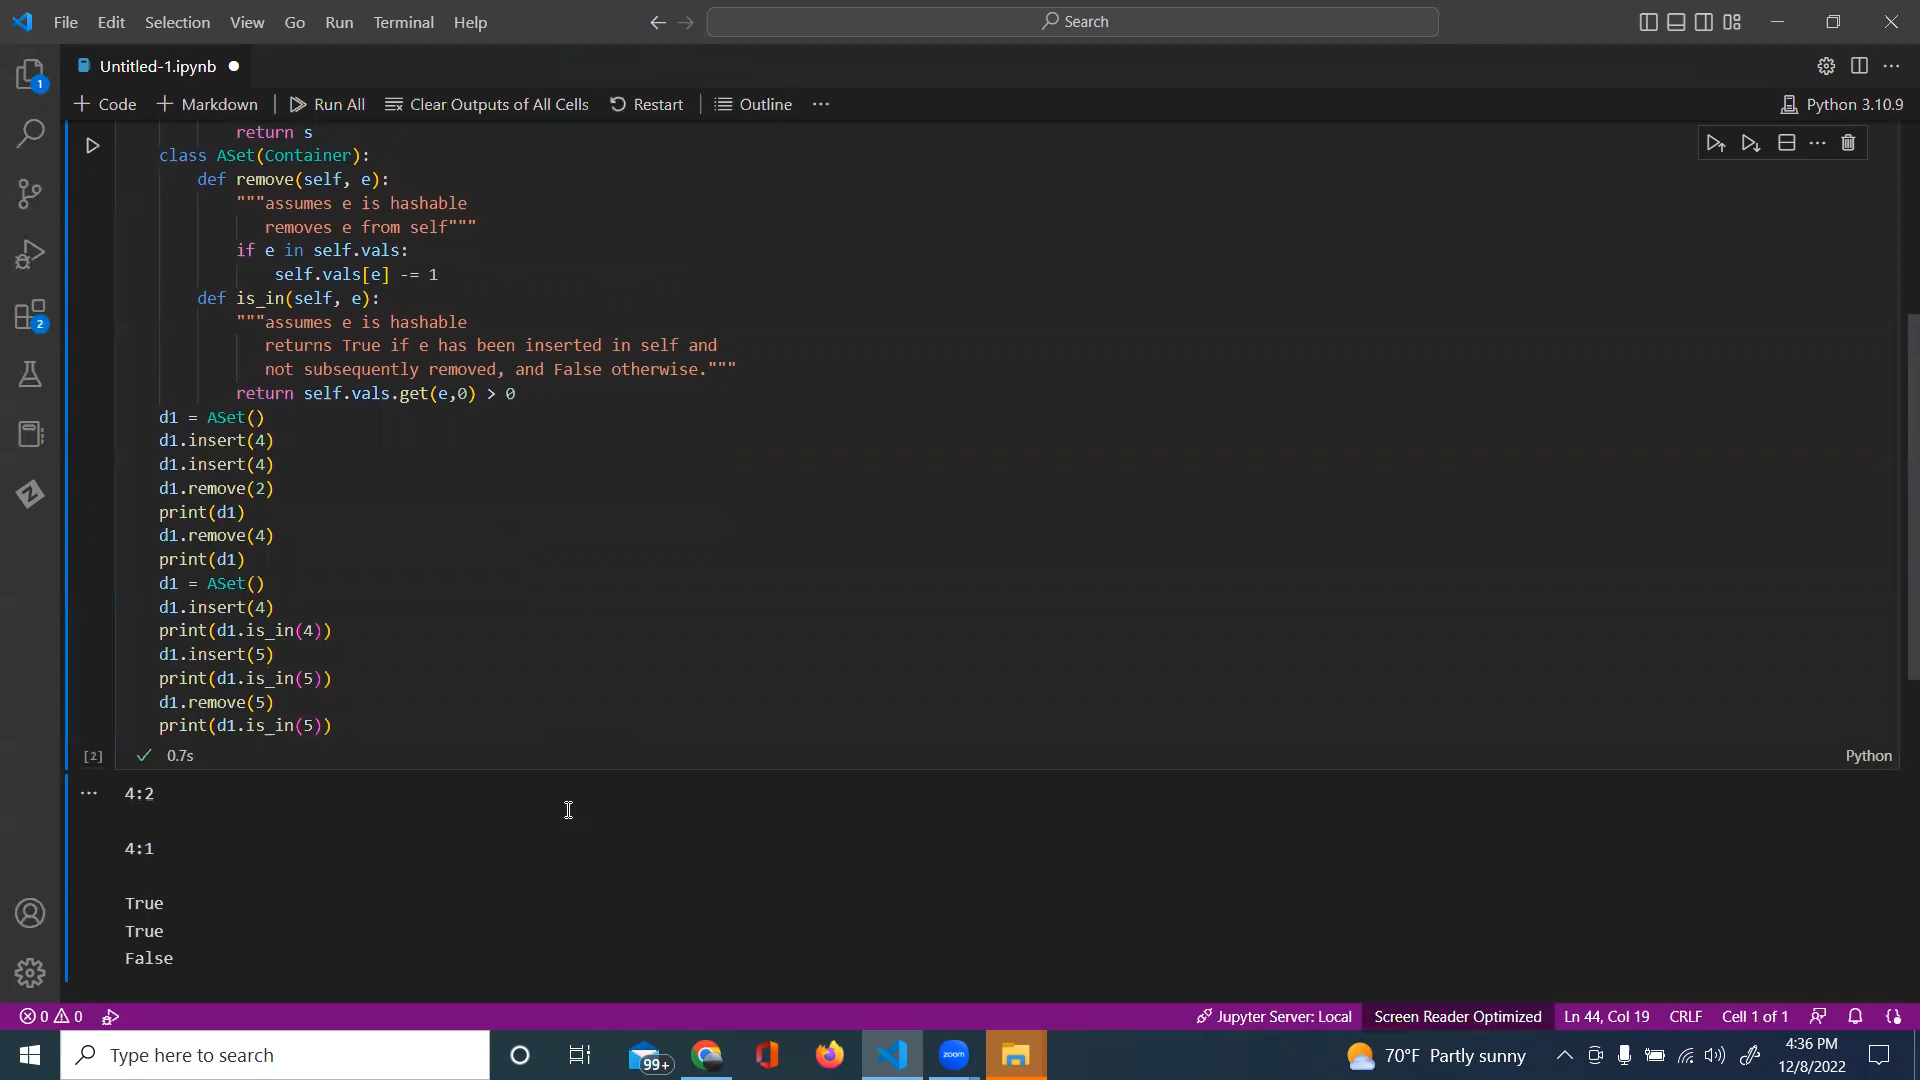 File Edit Selection View Go Run Terminal Help
Search
Untitled-1.ipynb
Code Markdown Run All Clear Outputs of All Cells Restart Outline ...
Python 3.10.9
return s
class ASet(Container):
def remove(self, e):
"""assumes e is hashable
removes e from self"""
if e in self.vals:
self.vals[e] -= 1
def is_in(self, e):
"""assumes e is hashable
returns True if e has been inserted in self and
not subsequently removed, and False otherwise."""
return self.vals.get(e,0) > 0
d1 = ASet()
d1.insert(4)
d1.insert(4)
d1.remove(2)
print(d1)
d1.remove(4)
print(d1)
d1 = ASet()
d1.insert(4)
print(d1.is_in(4))
d1.insert(5)
print(d1.is_in(5))
d1.remove(5)
print(d1.is_in(5))
[2] 0.7s
Python
4:2
4:1
True
True
False
1
2
0 0
Jupyter Server: Local Screen Reader Optimized Ln 44, Col 19 CRLF Cell 1 of 1
Type here to search
99+
zoom
70°F Partly sunny
4:36 PM
12/8/2022